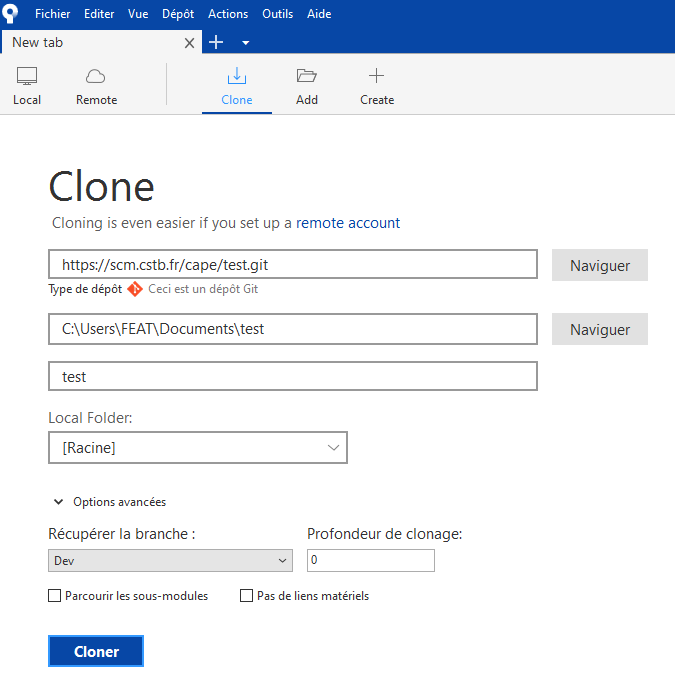 Fichier Editer Vue Dépôt Actions Outils Aide
New tab
Local Remote Clone Add Create
Clone
Cloning is even easier if you set up a remote account
https://scm.cstb.fr/cape/test.git Naviguer
Type de dépôt Ceci est un dépôt Git
C:\Users\FEAT\Documents\test Naviguer
test
Local Folder:
[Racine]
Options avancées
Récupérer la branche : Profondeur de clonage:
Dev 0
Parcourir les sous-modules Pas de liens matériels
Cloner